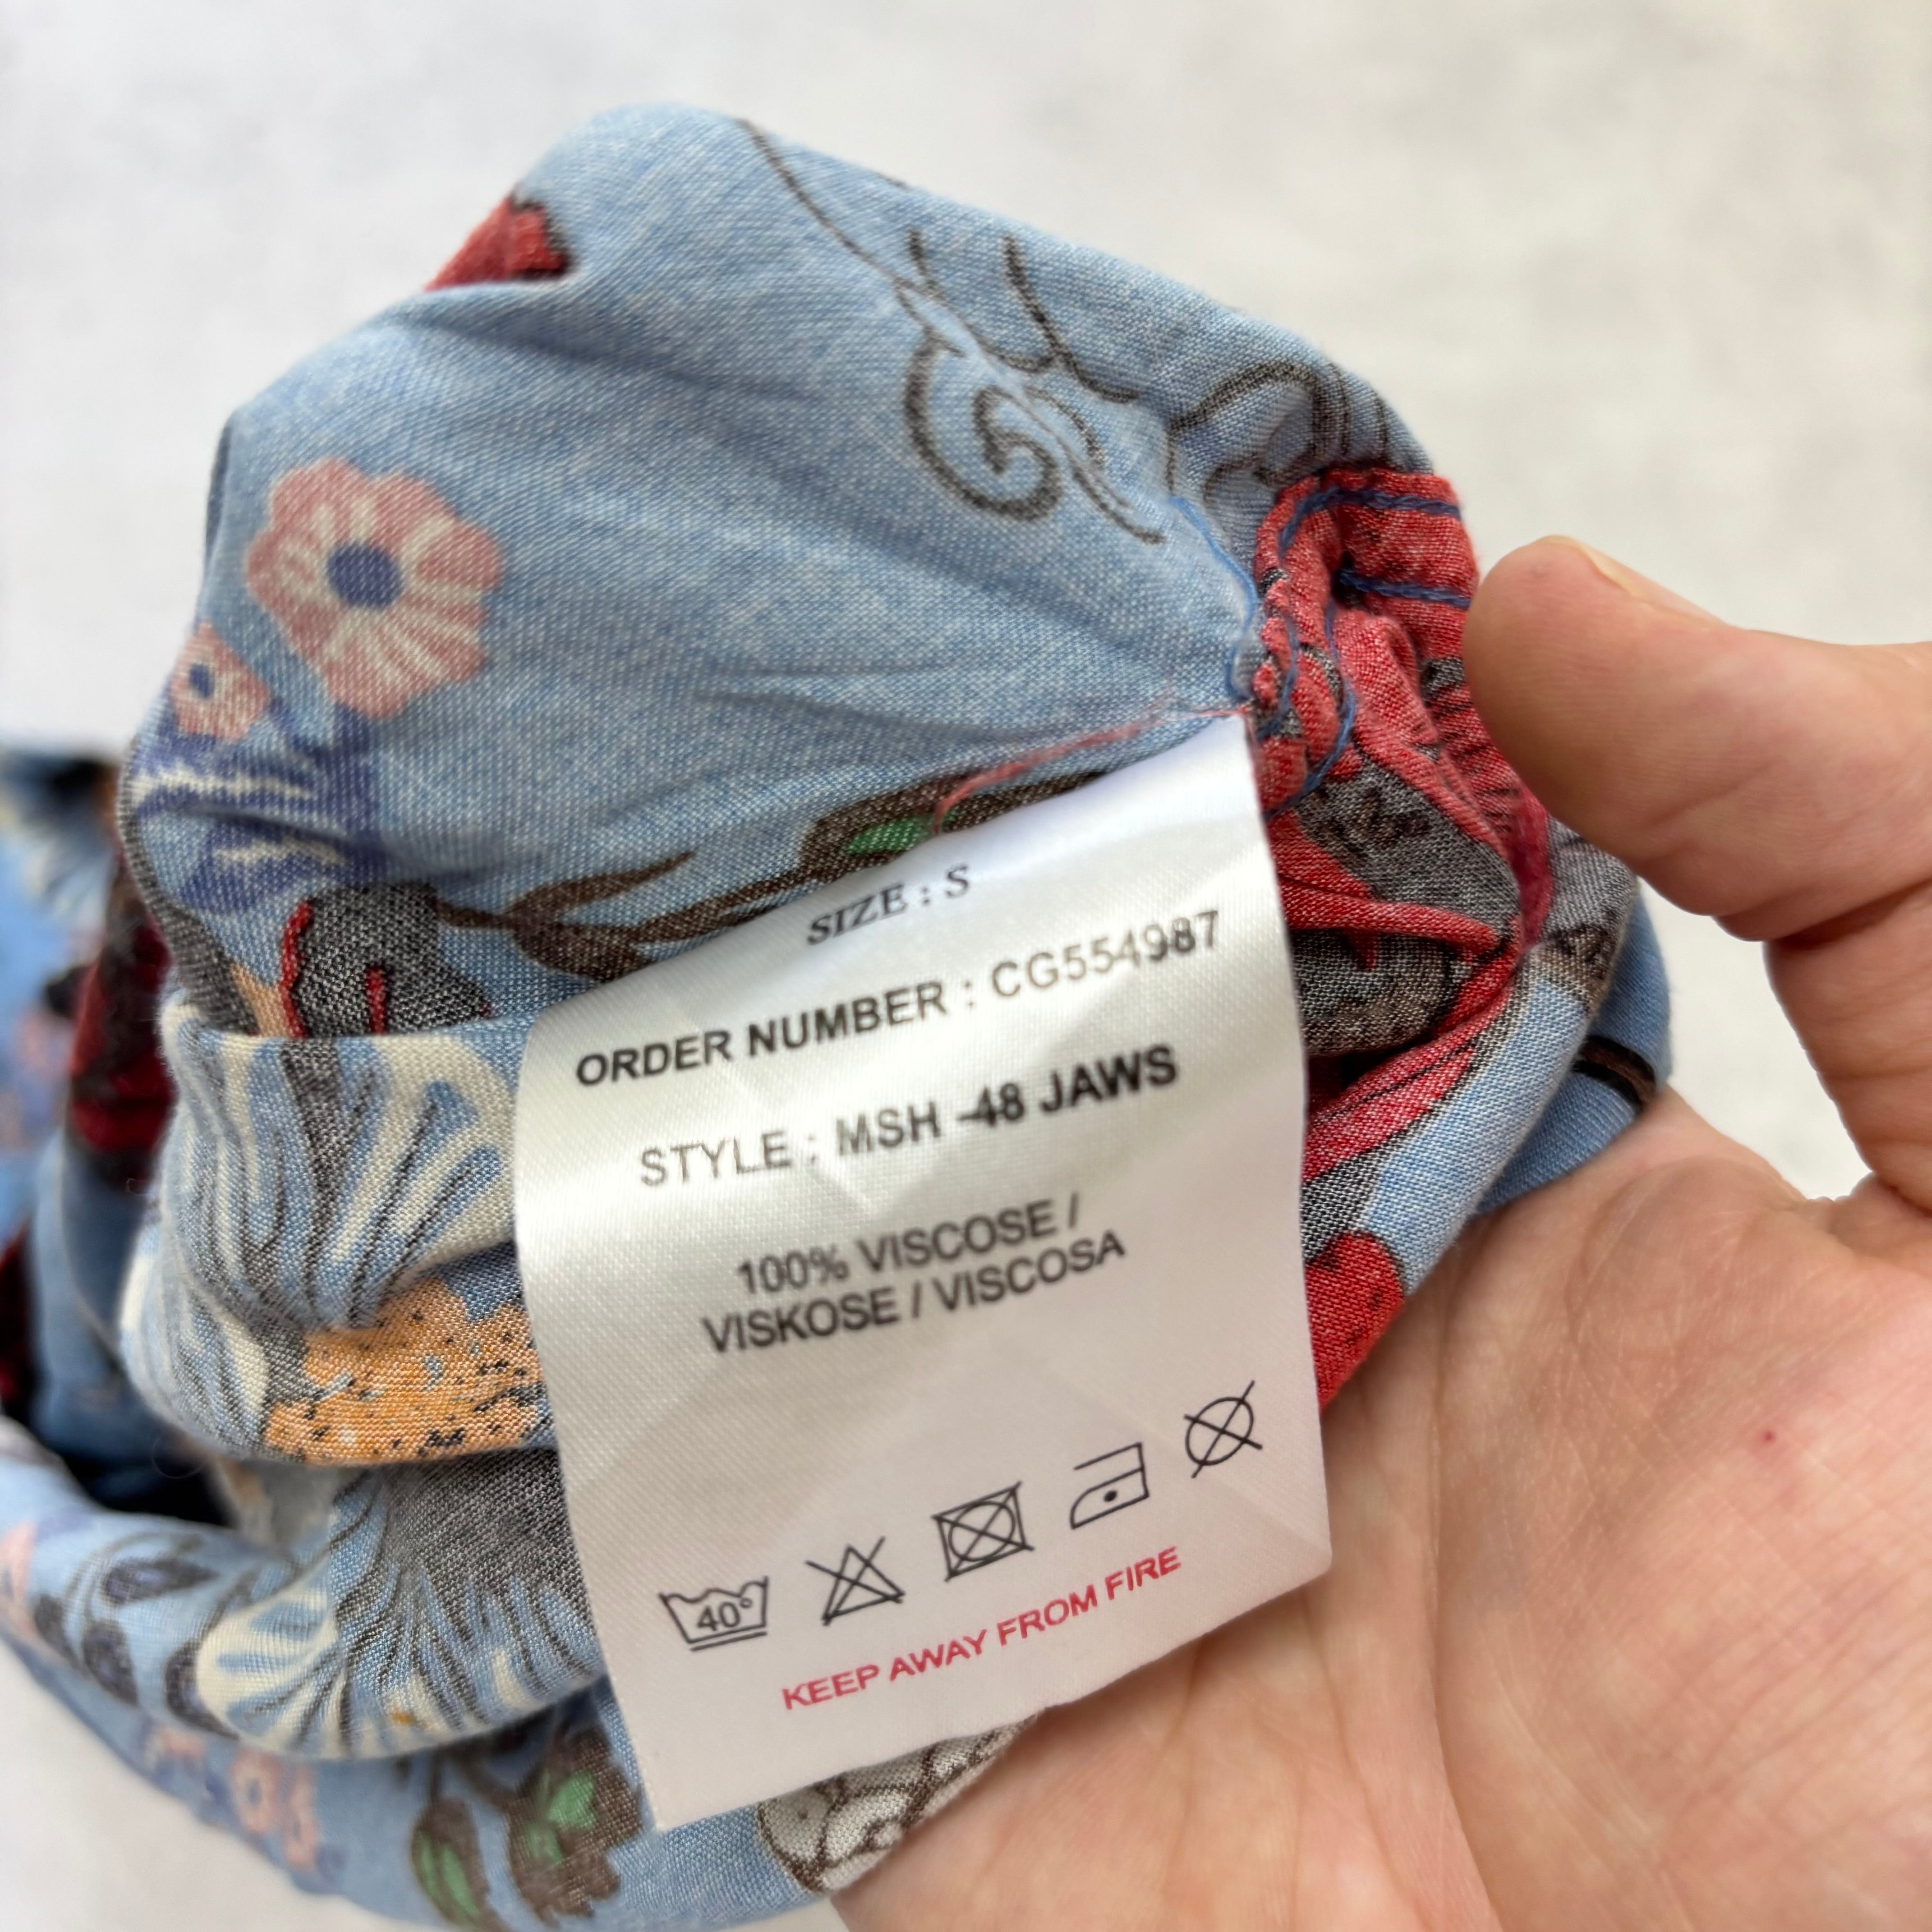 SIZE : S
ORDER NUMBER : CG554987
STYLE : MSH -48 JAWS
100% VISCOSE /
VISKOSE / VISCOSA
40°
KEEP AWAY FROM FIRE